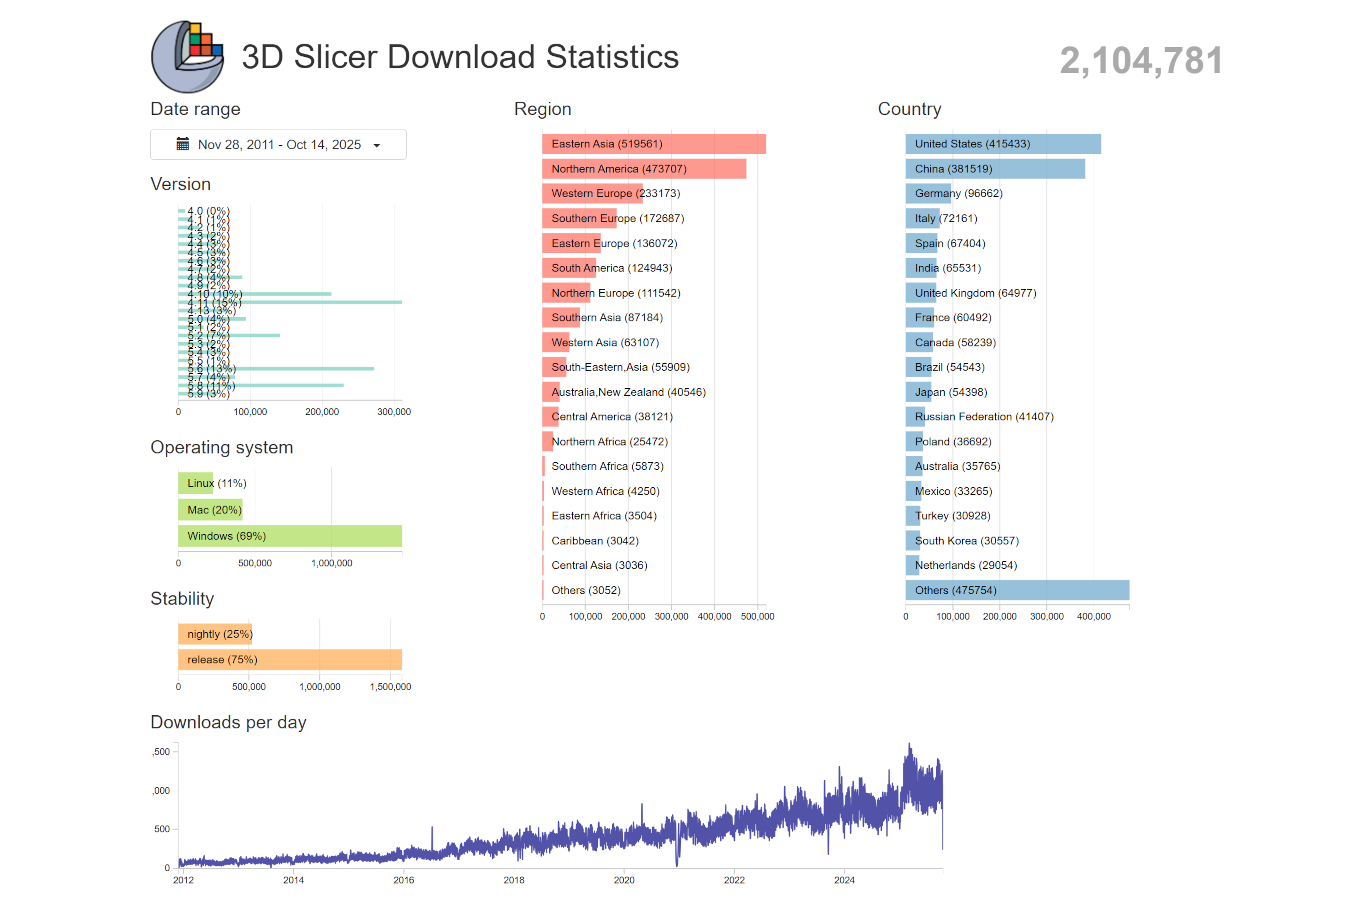 3D Slicer Download Statistics
2,104,781
Date range
Nov 28, 2011 - Oct 14, 2025
Version
4.0 (0%)
4.1 (1%)
4.2 (1%)
4.3 (2%)
4.4 (3%)
4.5 (3%)
4.6 (3%)
4.7 (2%)
4.8 (4%)
4.9 (2%)
4.10 (10%)
4.11 (15%)
4.13 (3%)
5.0 (4%)
5.1 (2%)
5.2 (7%)
5.3 (2%)
5.4 (3%)
5.5 (1%)
5.6 (13%)
5.7 (4%)
5.8 (11%)
5.9 (3%)
0 100,000 200,000 300,000
Operating system
Linux (11%)
Mac (20%)
Windows (69%)
0 500,000 1,000,000
Stability
nightly (25%)
release (75%)
0 500,000 1,000,000 1,500,000
Region
Eastern Asia (519561)
Northern America (473707)
Western Europe (233173)
Southern Europe (172687)
Eastern Europe (136072)
South America (124943)
Northern Europe (111542)
Southern Asia (87184)
Western Asia (63107)
South-Eastern,Asia (55909)
Australia,New Zealand (40546)
Central America (38121)
Northern Africa (25472)
Southern Africa (5873)
Western Africa (4250)
Eastern Africa (3504)
Caribbean (3042)
Central Asia (3036)
Others (3052)
0 100,000 200,000 300,000 400,000 500,000
Country
United States (415433)
China (381519)
Germany (96662)
Italy (72161)
Spain (67404)
India (65531)
United Kingdom (64977)
France (60492)
Canada (58239)
Brazil (54543)
Japan (54398)
Russian Federation (41407)
Poland (36692)
Australia (35765)
Mexico (33265)
Turkey (30928)
South Korea (30557)
Netherlands (29054)
Others (475754)
0 100,000 200,000 300,000 400,000
Downloads per day
,500
,000
500
0
2012 2014 2016 2018 2020 2022 2024